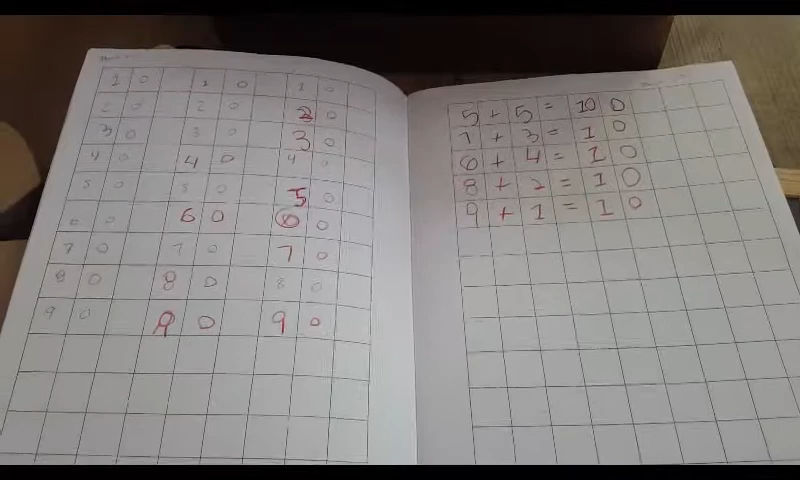 10 10 10
20 20 20
30 30 30
40 40 40
50 50 50
60 60 60
70 70 70
80 80 80
90 90 90
5 + 5 = 10 0
7 + 3 = 10
6 + 4 = 10
8 + 2 = 10
9 + 1 = 10